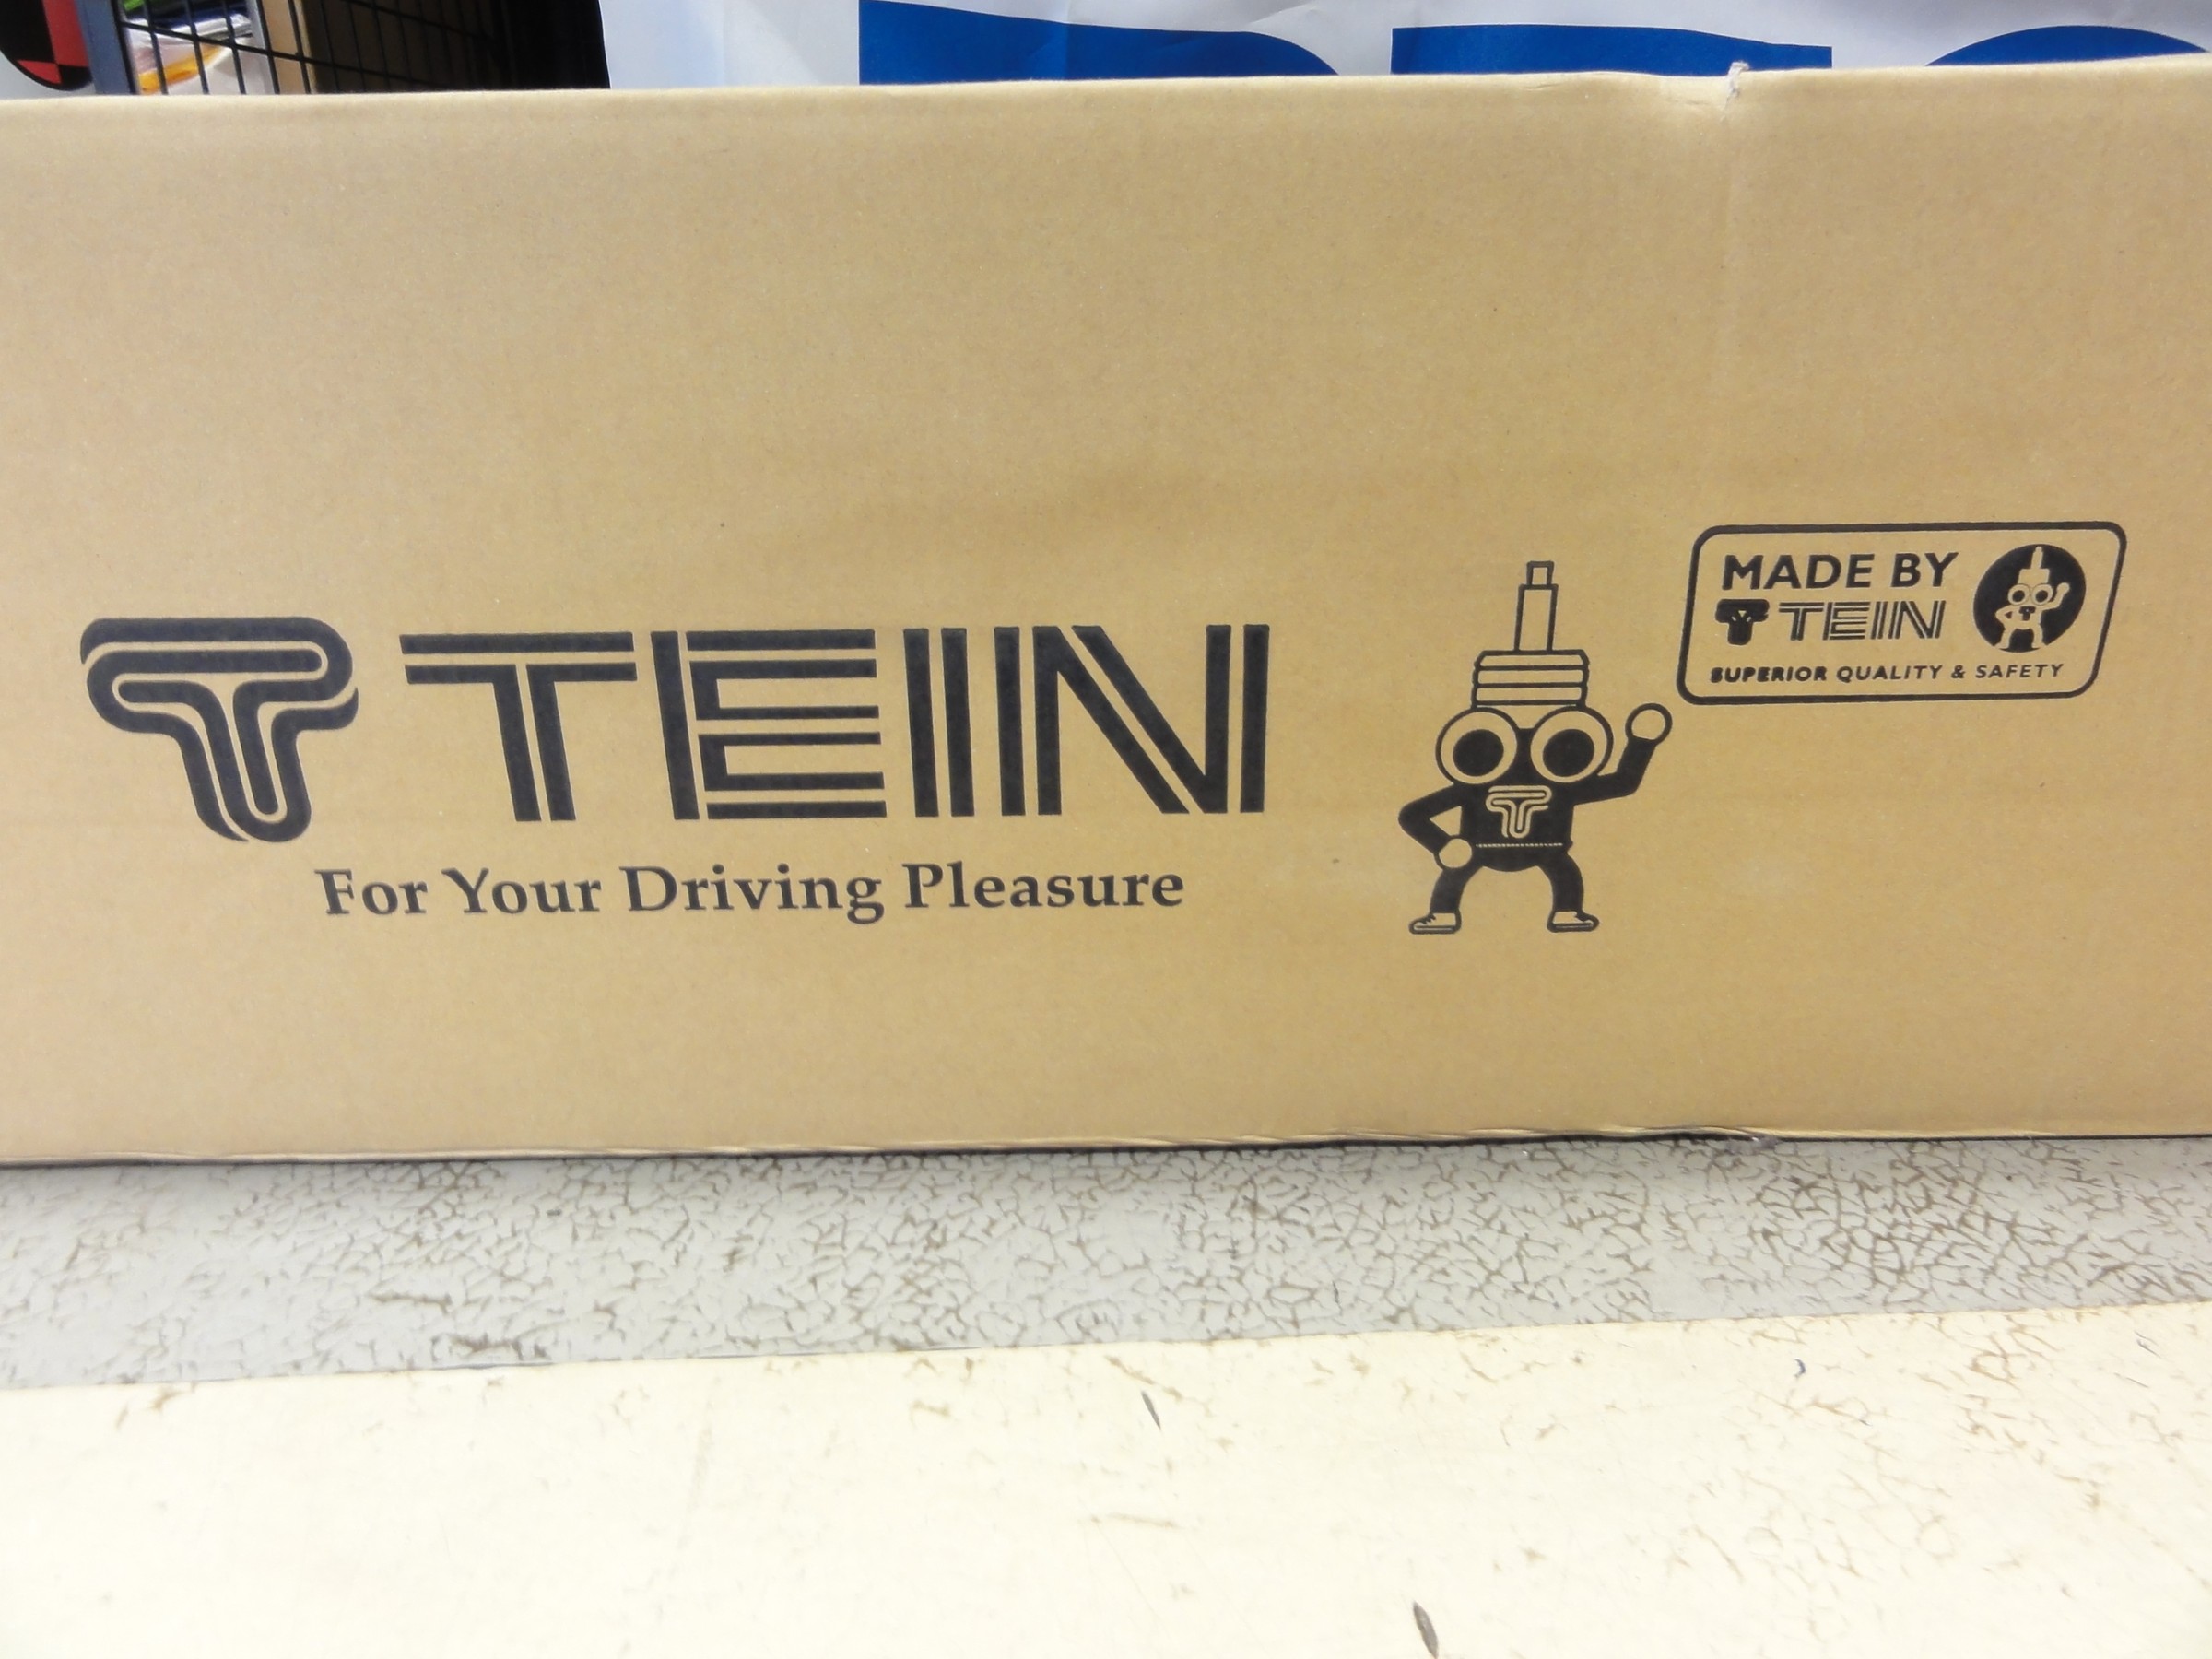 TEIN
For Your Driving Pleasure
MADE BY
TEIN
SUPERIOR QUALITY & SAFETY